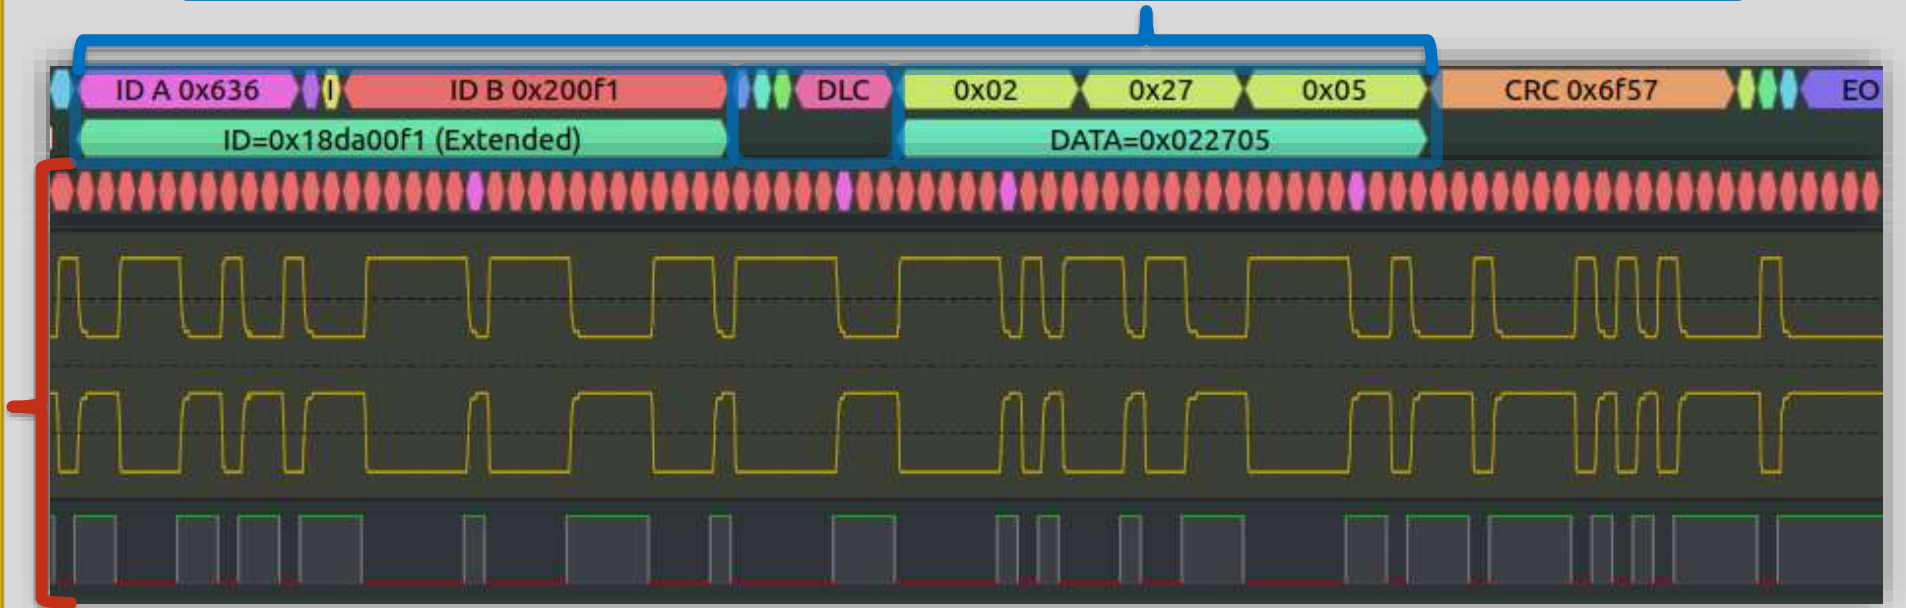 ID A 0x636 I ID B 0x200f1 DLC 0x02 0x27 0x05 CRC 0x6f57 EO
ID=0x18da00f1 (Extended) DATA=0x022705